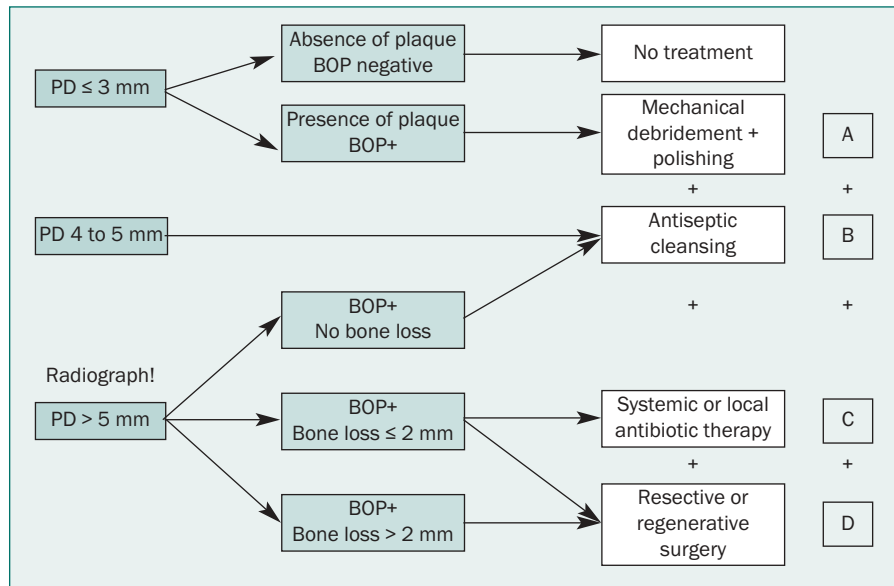 Absence of plaque
BOP negative
No treatment
PD ≤ 3 mm
Presence of plaque
BOP+
Mechanical
debridement +
polishing
A
+ +
PD 4 to 5 mm
Antiseptic
cleansing
B
BOP+
No bone loss
+ +
Radiograph!
PD > 5 mm
BOP+
Bone loss ≤ 2 mm
Systemic or local
antibiotic therapy
C
+ +
BOP+
Bone loss > 2 mm
Resective or
regenerative
surgery
D